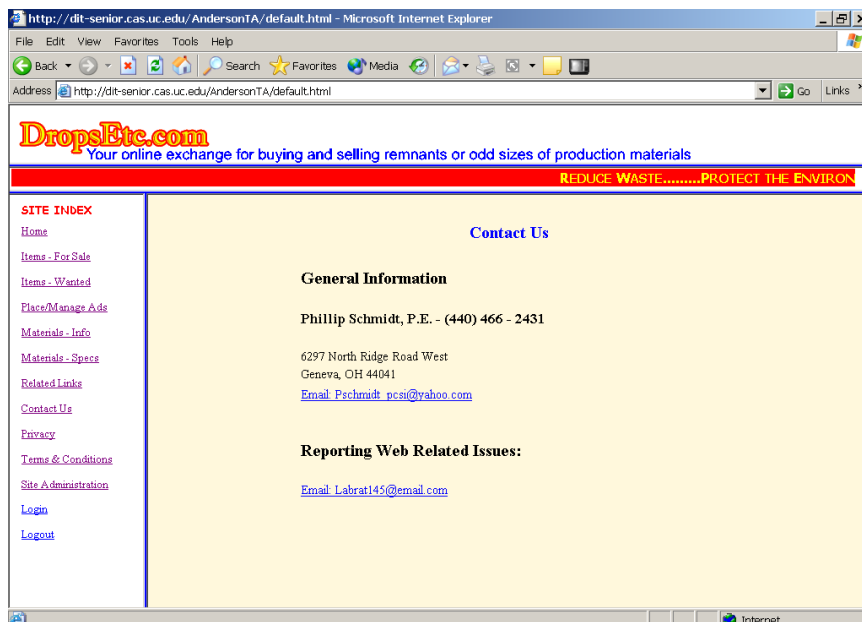 http://dit-senior.cas.uc.edu/AndersonTA/default.html - Microsoft Internet Explorer
File Edit View Favorites Tools Help
Back Search Favorites Media
Address http://dit-senior.cas.uc.edu/AndersonTA/default.html Go Links
DropsEtc.com
Your online exchange for buying and selling remnants or odd sizes of production materials
REDUCE WASTE.........PROTECT THE ENVIRON
SITE INDEX
Home
Items - For Sale
Items - Wanted
Place/Manage Ads
Materials - Info
Materials - Specs
Related Links
Contact Us
Privacy
Terms & Conditions
Site Administration
Login
Logout
Contact Us
General Information
Phillip Schmidt, P.E. - (440) 466 - 2431
6297 North Ridge Road West
Geneva, OH 44041
Email: Pschmidt_pcsi@yahoo.com
Reporting Web Related Issues:
Email: Labrat145@email.com
Internet